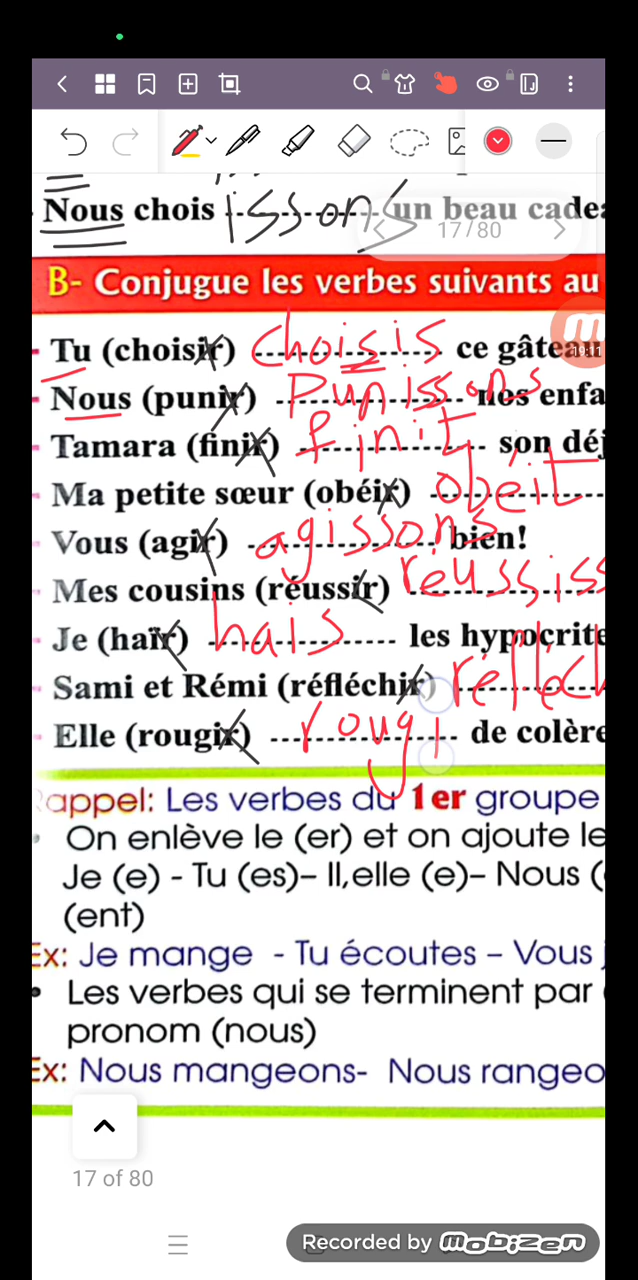 Nous chois issons un beau cade
17/80
B- Conjugue les verbes suivants au
19:11
- Tu (choisir) choisis ce gâteau
- Nous (punir) Punissons nos enfa
- Tamara (finir) finit son déj
- Ma petite sœur (obéir) obéit
- Vous (agir) agissons bien!
- Mes cousins (réussir) réussiss
- Je (haïr) hais les hypocrite
- Sami et Rémi (réfléchir) réfléch
- Elle (rougir) rougi de colère
Rappel: Les verbes du 1er groupe
• On enlève le (er) et on ajoute le
Je (e) - Tu (es)– Il,elle (e)– Nous (
(ent)
Ex: Je mange - Tu écoutes – Vous j
• Les verbes qui se terminent par
pronom (nous)
Ex: Nous mangeons- Nous rangeo
17 of 80
Recorded by mobizen